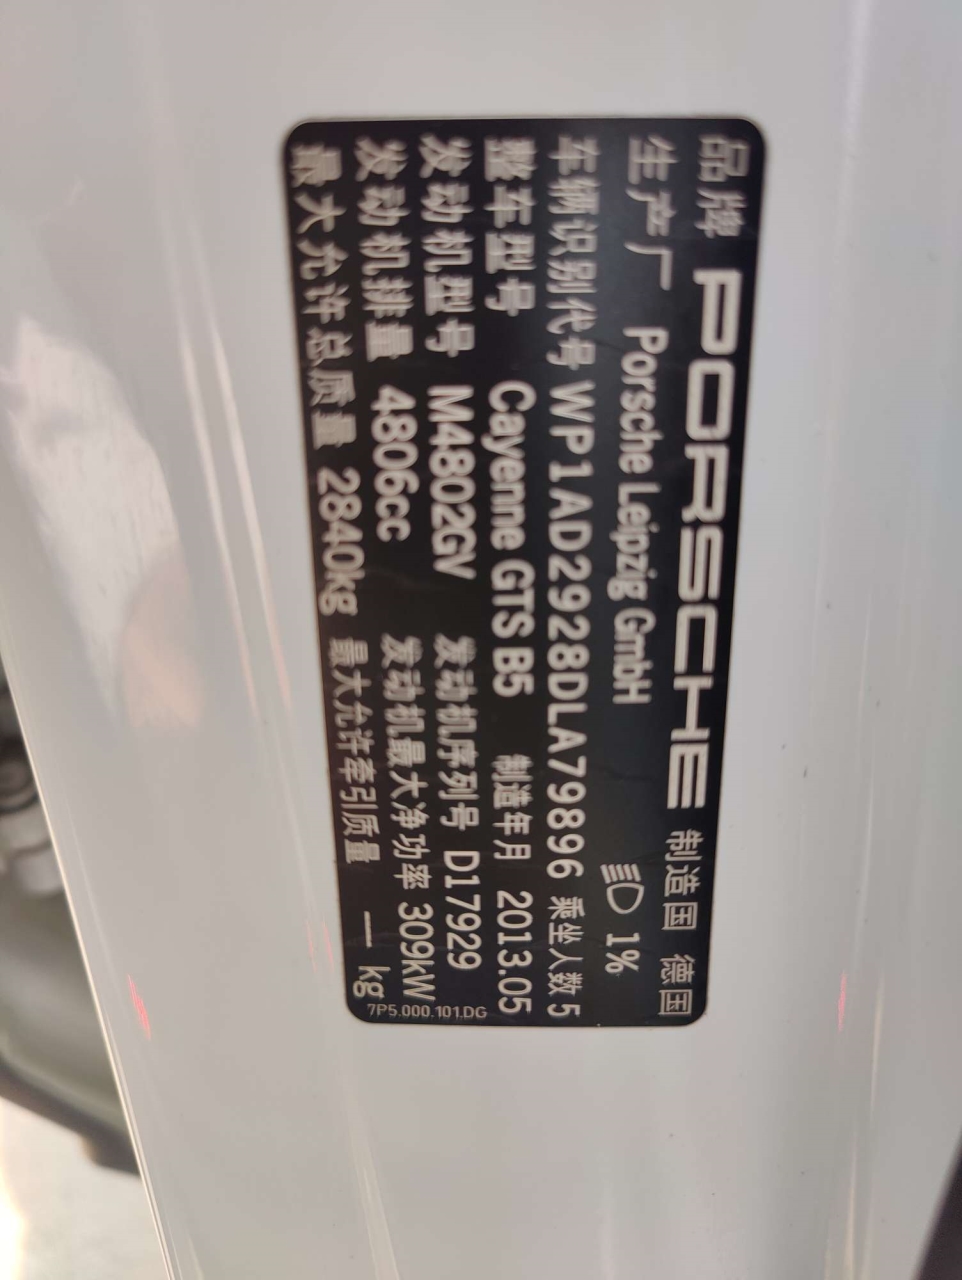 品牌 PORSCHE 制造国 德国
生产厂 Porsche Leipzig GmbH 1%
车辆识别代号 WP1AD2928DLA79896 乘坐人数 5
整车型号 Cayenne GTS B5 制造年月 2013.05
发动机型号 M4802GV 发动机序列号 D17929
发动机排量 4806cc 发动机最大净功率 309kW
最大允许总质量 2840kg 最大允许牵引质量 — kg
7P5.000.101.DG